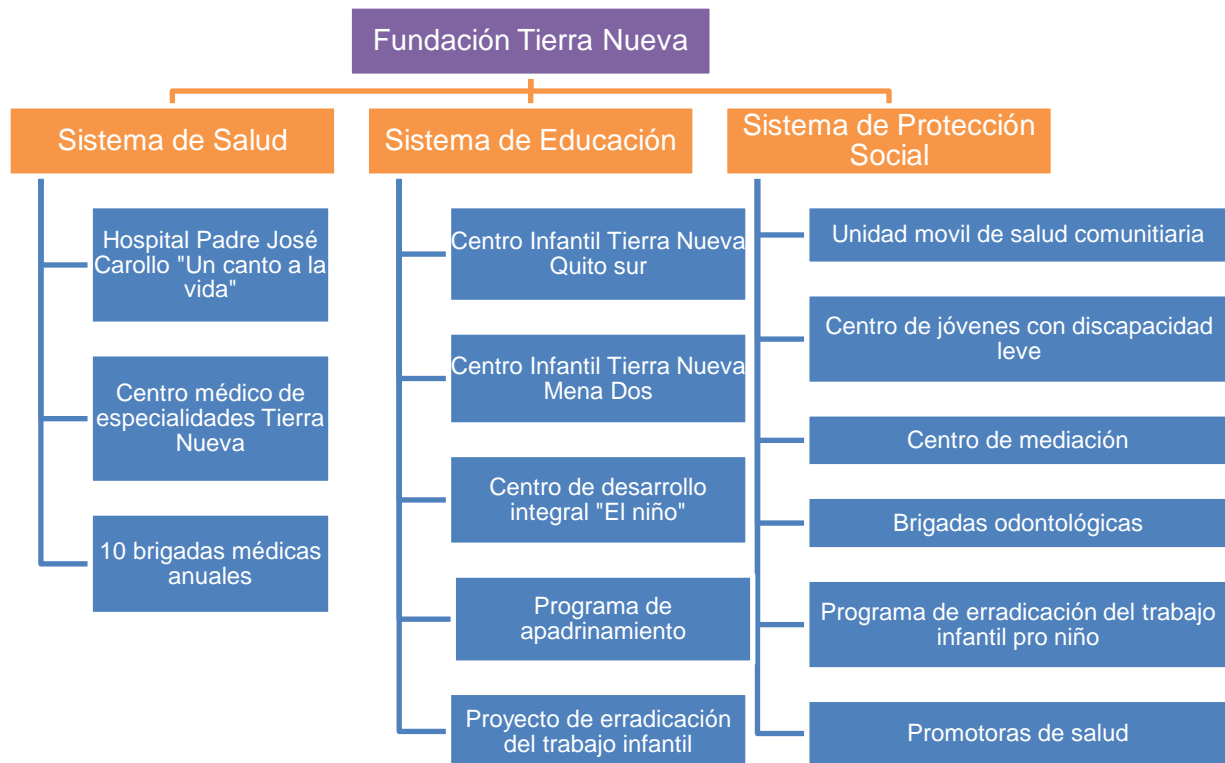 Fundación Tierra Nueva
Sistema de Salud
Hospital Padre José
Carollo "Un canto a la
vida"
Centro médico de
especialidades Tierra
Nueva
10 brigadas médicas
anuales
Sistema de Educación
Centro Infantil Tierra Nueva
Quito sur
Centro Infantil Tierra Nueva
Mena Dos
Centro de desarrollo
integral "El niño"
Programa de
apadrinamiento
Proyecto de erradicación
del trabajo infantil
Sistema de Protección
Social
Unidad movil de salud comunitiaria
Centro de jóvenes con discapacidad
leve
Centro de mediación
Brigadas odontológicas
Programa de erradicación del trabajo
infantil pro niño
Promotoras de salud